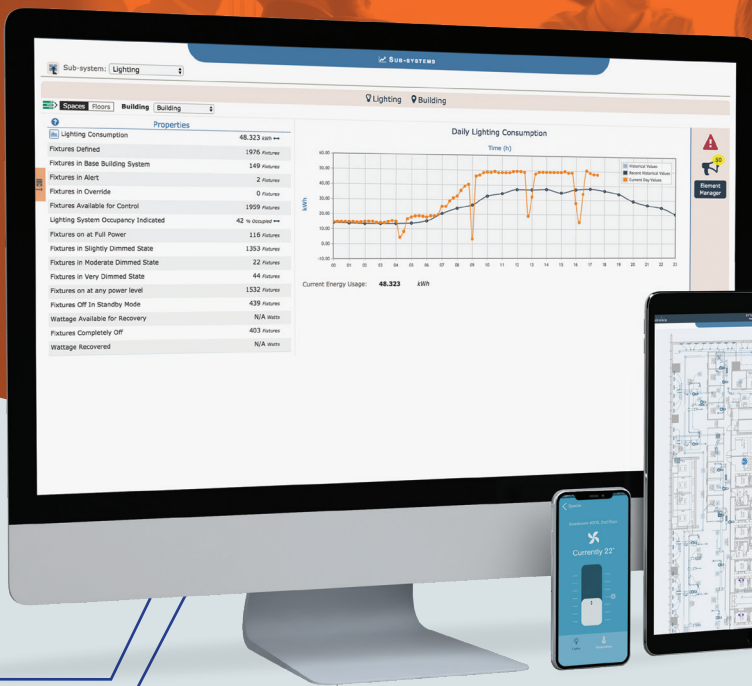 SUB-SYSTEMS
Sub-system: Lighting
Lighting Building
Spaces Floors Building Building
Properties
Lighting Consumption 48.323 kWh
Fixtures Defined 1976 Fixtures
Fixtures in Base Building System 149 Fixtures
Fixtures in Alert 2 Fixtures
Fixtures in Override 0 Fixtures
Fixtures Available for Control 1959 Fixtures
Lighting System Occupancy Indicated 42 % Occupied
Fixtures on at Full Power 116 Fixtures
Fixtures in Slightly Dimmed State 1353 Fixtures
Fixtures in Moderate Dimmed State 22 Fixtures
Fixtures in Very Dimmed State 44 Fixtures
Fixtures on at any power level 1532 Fixtures
Fixtures Off In Standby Mode 439 Fixtures
Wattage Available for Recovery N/A Watts
Fixtures Completely Off 403 Fixtures
Wattage Recovered N/A Watts
Daily Lighting Consumption
Time (h)
Historical Values
Recent Historical Values
Current Day Values
kWh
60.00
50.00
40.00
30.00
20.00
10.00
0.00
-10.00
00 01 02 03 04 05 06 07 08 09 10 11 12 13 14 15 16 17 18 19 20 21 22 23
Current Energy Usage: 48.323 kWh
50
Element
Manager
Currently 22°